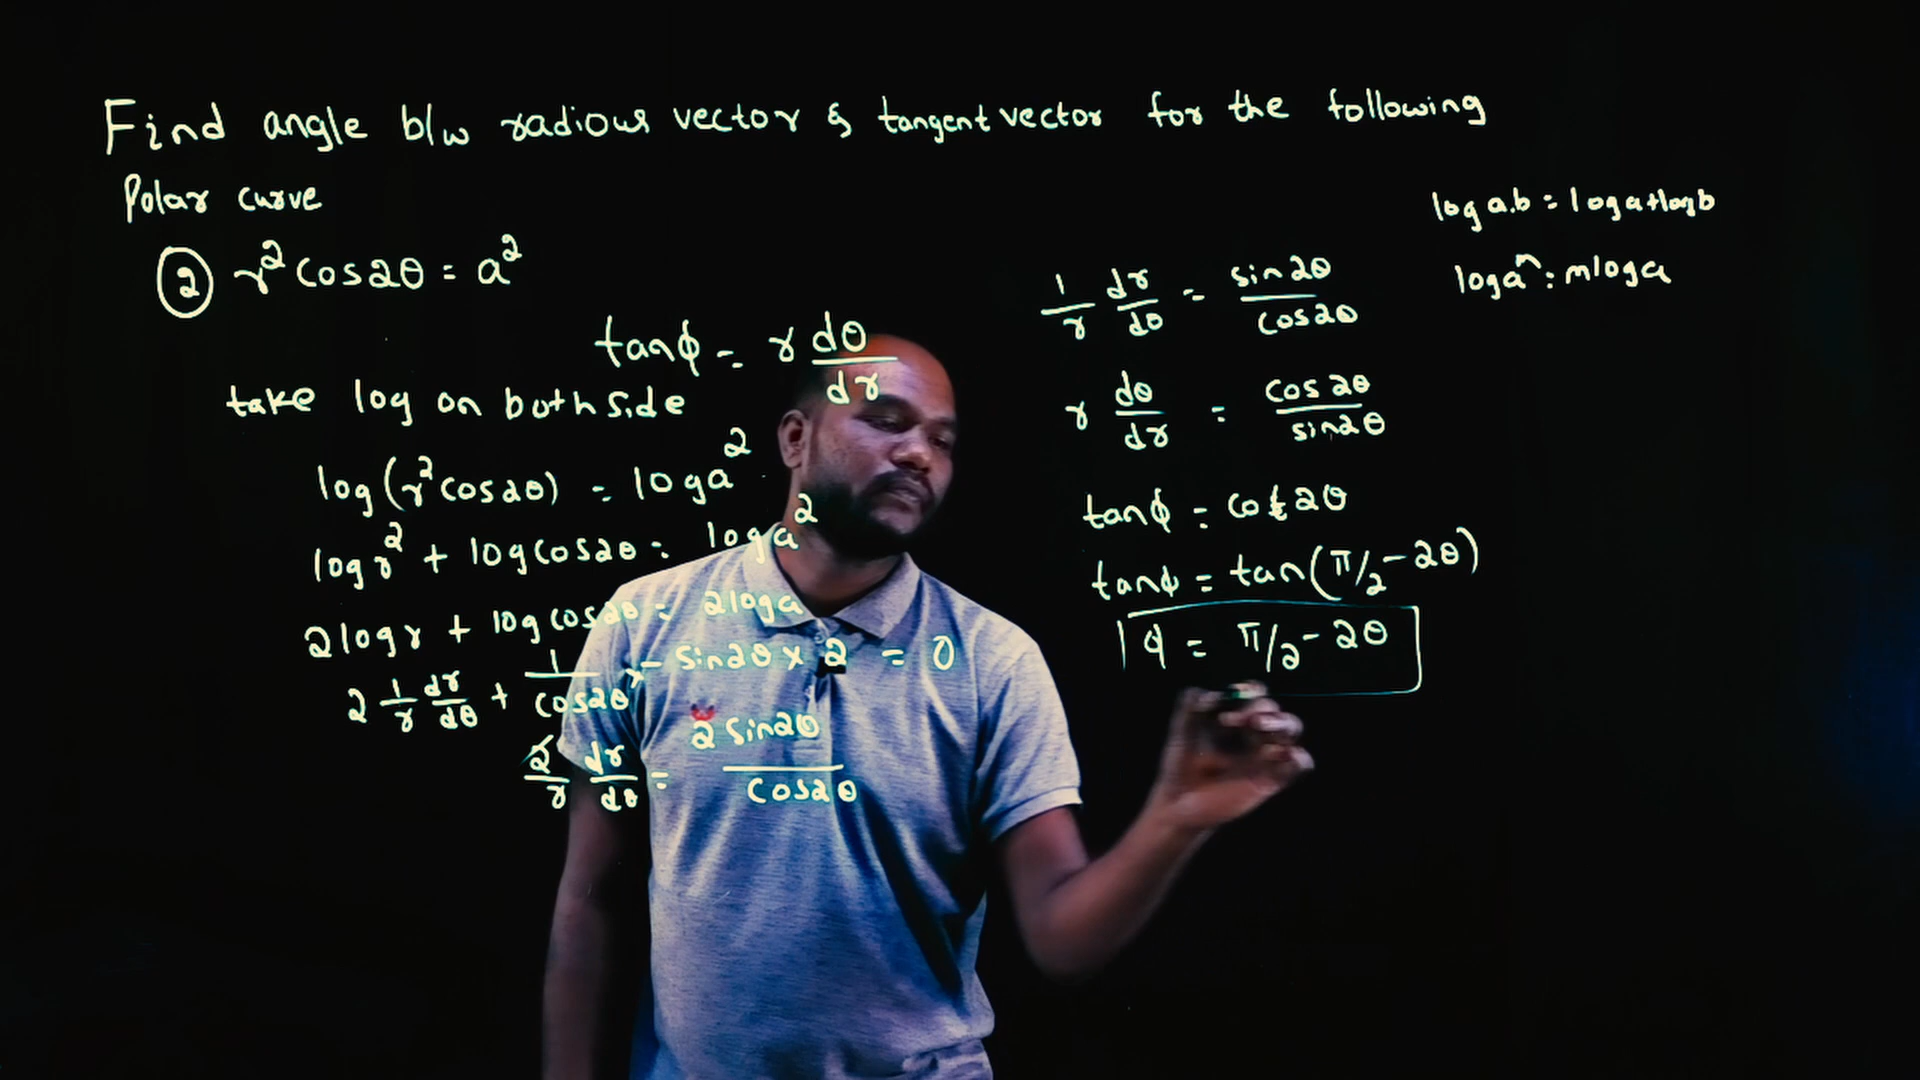 Find angle b/w radious vector & tangent vector for the following
Polar curve
② r² cos2θ = a²
tanϕ = r dθ/dr
take log on both side
log(r² cos2θ) = log a²
log r² + log cos2θ = log a²
2 log r + log cos2θ = 2 log a
2 1/r dr/dθ + 1/cos2θ × - sin2θ × 2 = 0
2/r dr/dθ = 2 sin2θ/cos2θ
1/r dr/dθ = sin2θ/cos2θ
r dθ/dr = cos2θ/sin2θ
tanϕ = cot2θ
tanϕ = tan(π/2 - 2θ)
ϕ = π/2 - 2θ
log a.b = log a + log b
log aⁿ = n log a